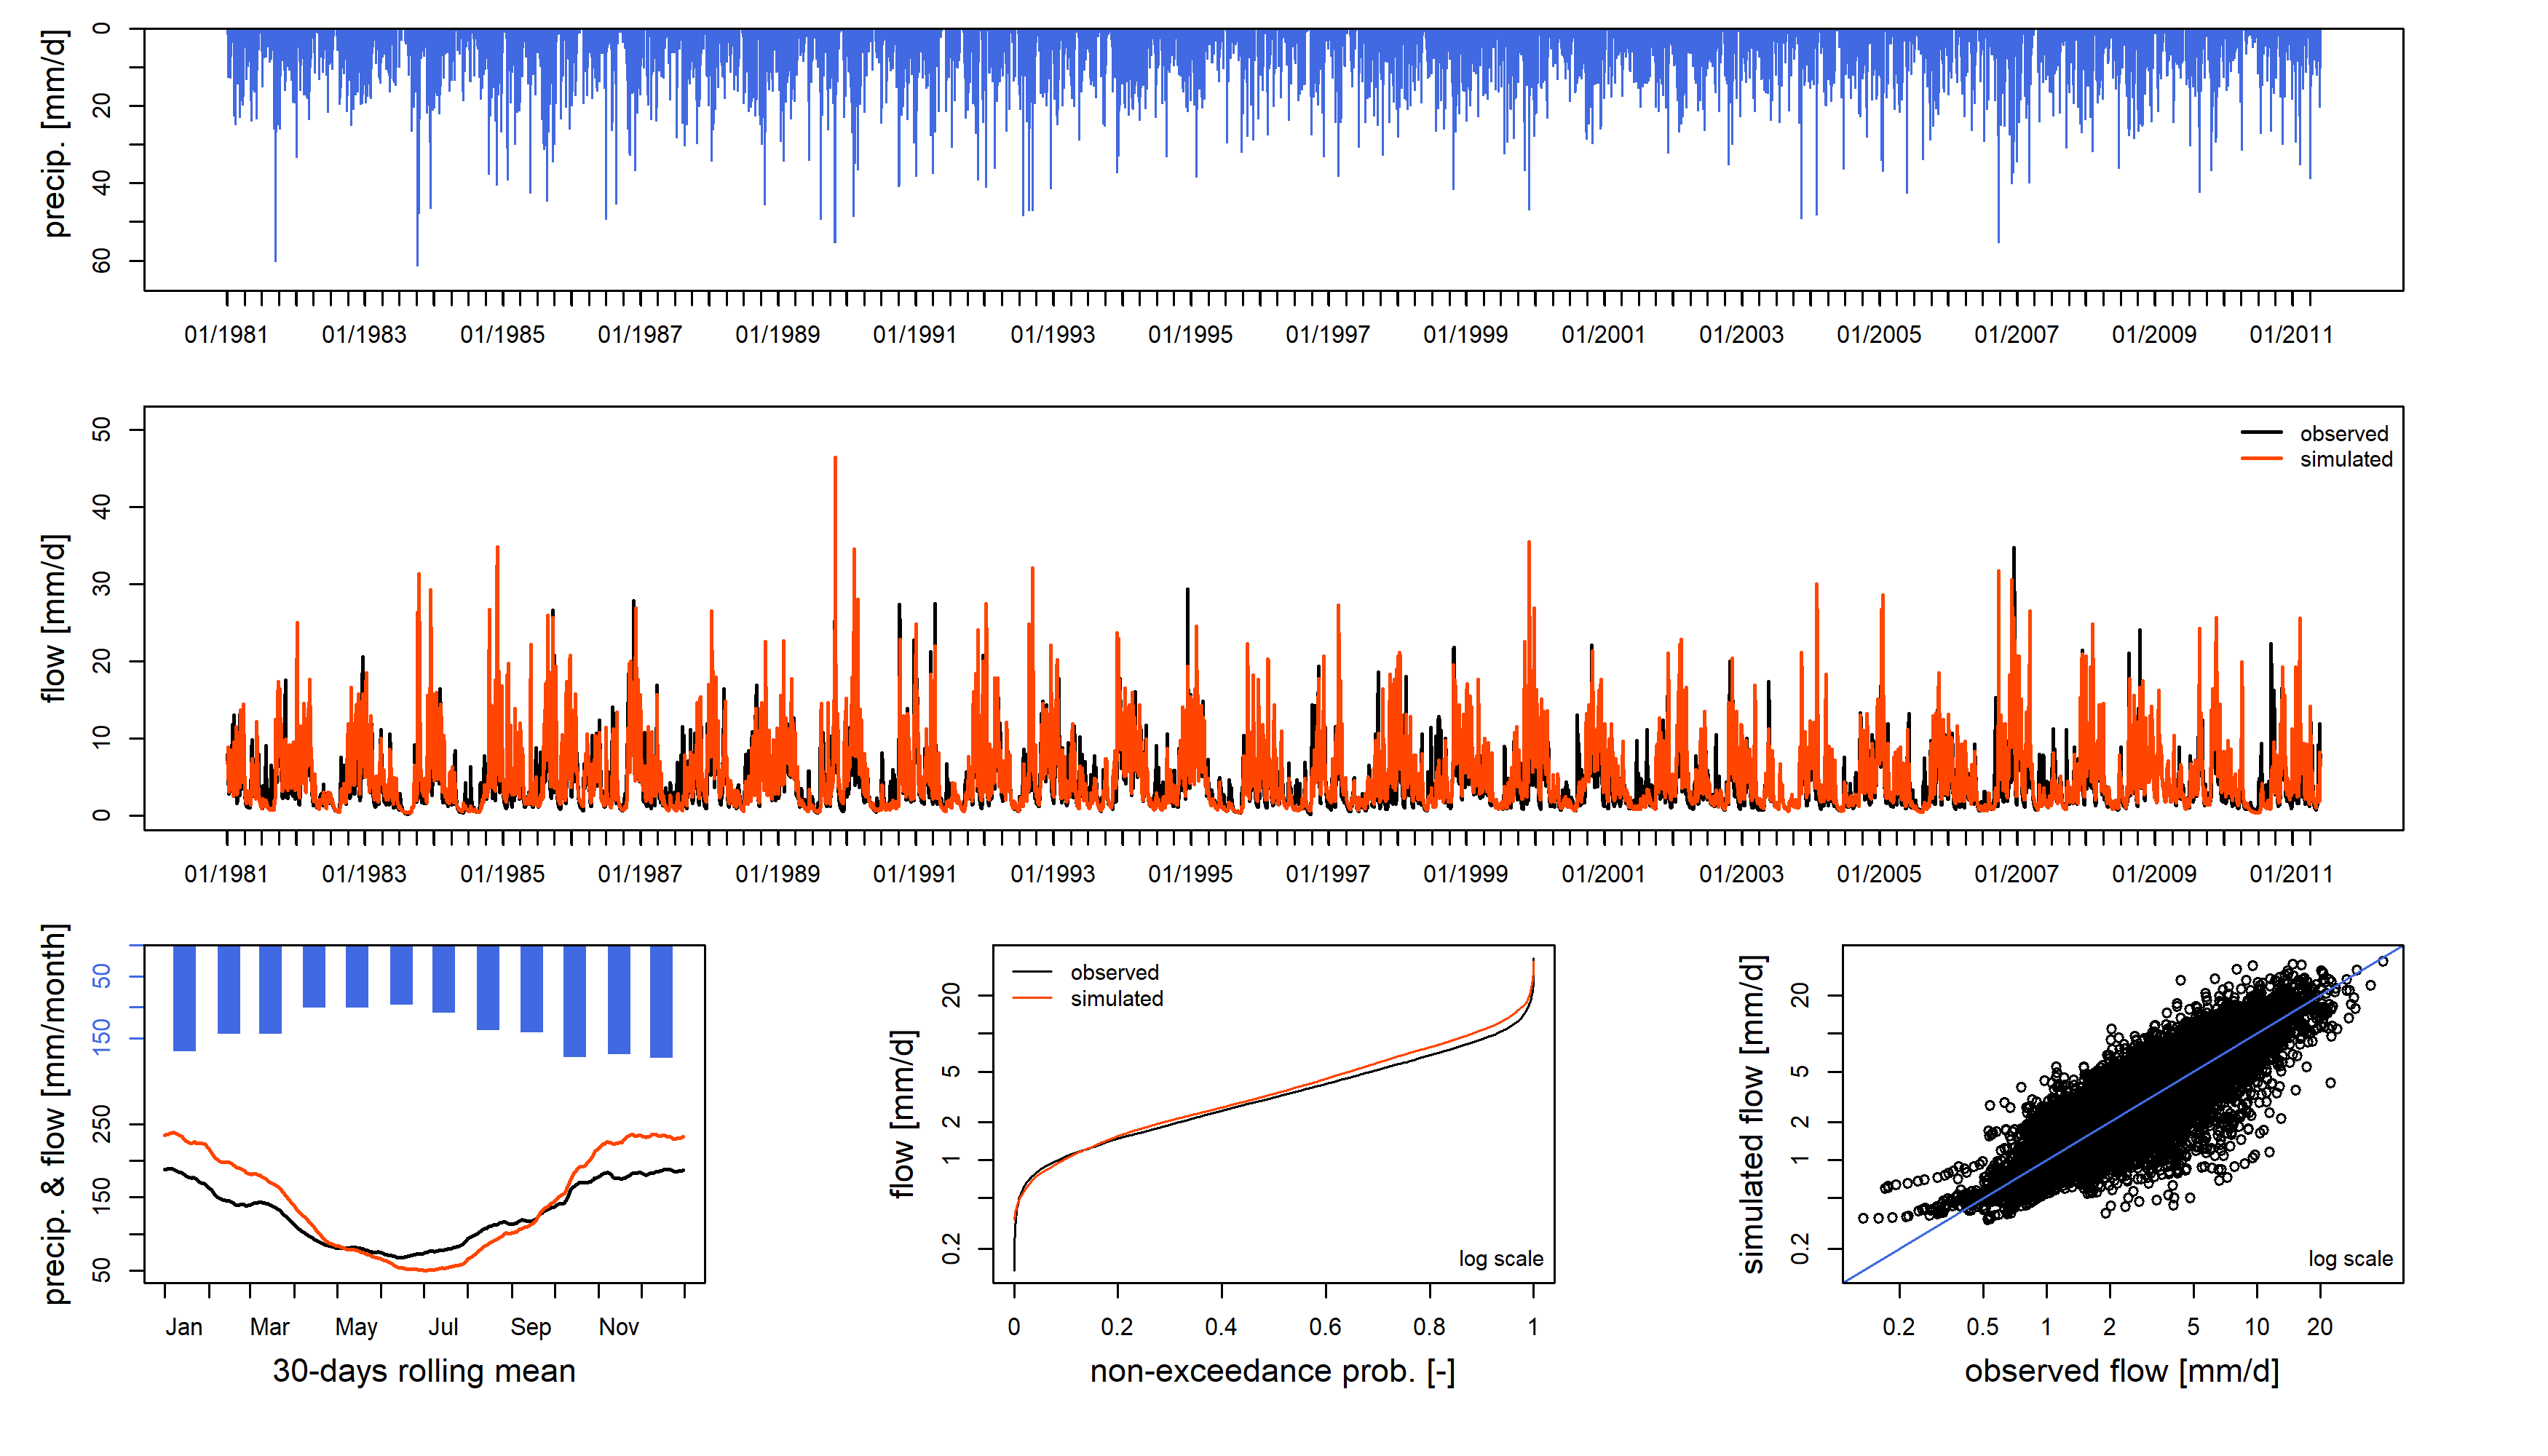 precip. [mm/d]
0
20
40
60
01/1981 01/1983 01/1985 01/1987 01/1989 01/1991 01/1993 01/1995 01/1997 01/1999 01/2001 01/2003 01/2005 01/2007 01/2009 01/2011
flow [mm/d]
50
40
30
20
10
0
observed
simulated
01/1981 01/1983 01/1985 01/1987 01/1989 01/1991 01/1993 01/1995 01/1997 01/1999 01/2001 01/2003 01/2005 01/2007 01/2009 01/2011
precip. & flow [mm/month]
50
150
250
150
50
Jan Mar May Jul Sep Nov
30-days rolling mean
flow [mm/d]
20
5
2
1
0.2
observed
simulated
log scale
0 0.2 0.4 0.6 0.8 1
non-exceedance prob. [-]
simulated flow [mm/d]
20
5
2
1
0.2
log scale
0.2 0.5 1 2 5 10 20
observed flow [mm/d]